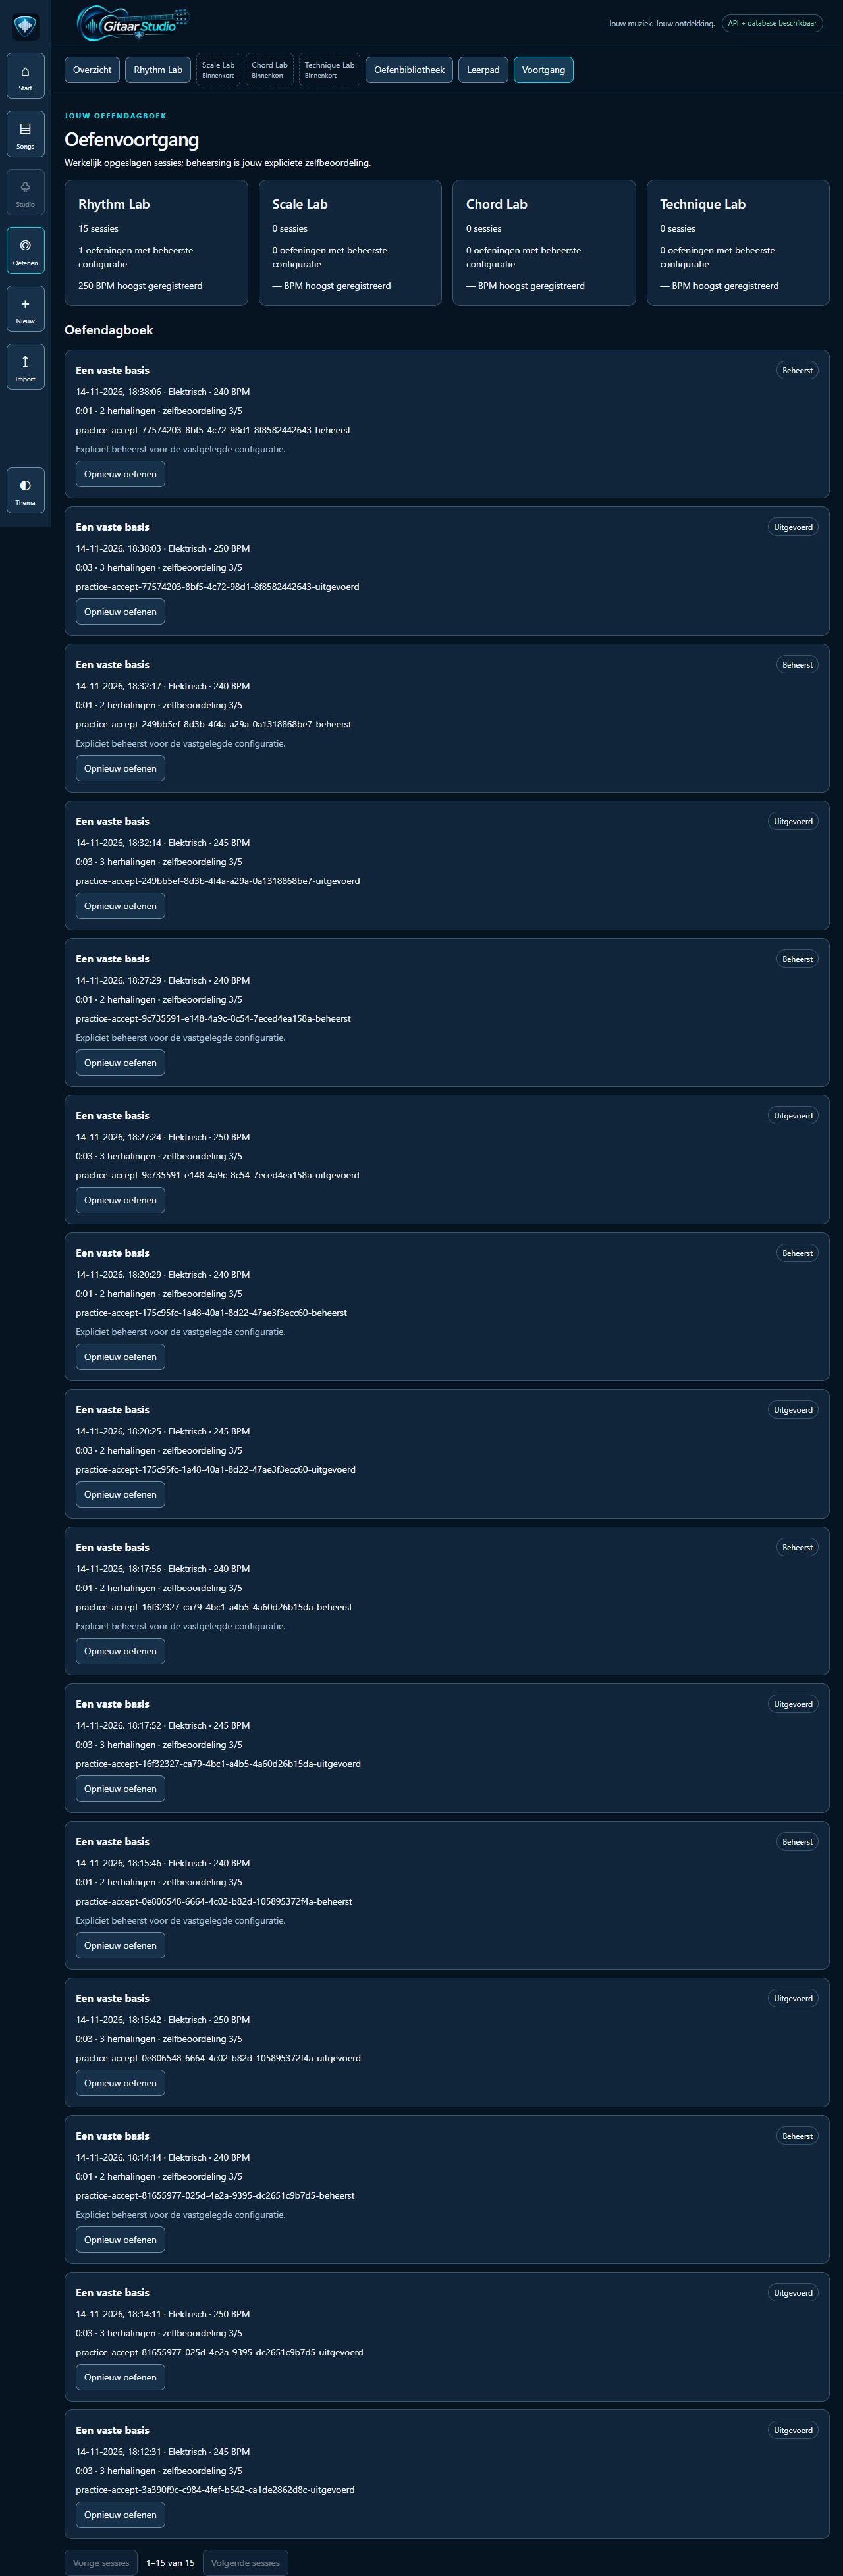 GitaarStudio
Jouw muziek. Jouw ontdekking.
API + database beschikbaar
Start
Songs
Studio
Oefenen
Nieuw
Import
Thema
Overzicht
Rhythm Lab
Scale Lab
Binnenkort
Chord Lab
Binnenkort
Technique Lab
Binnenkort
Oefenbibliotheek
Leerpad
Voortgang
JOUW OEFENDAGBOEK
Oefenvoortgang
Werkelijk opgeslagen sessies; beheersing is jouw expliciete zelfbeoordeling.
Rhythm Lab
15 sessies
1 oefeningen met beheerste
configuratie
250 BPM hoogst geregistreerd
Scale Lab
0 sessies
0 oefeningen met beheerste
configuratie
— BPM hoogst geregistreerd
Chord Lab
0 sessies
0 oefeningen met beheerste
configuratie
— BPM hoogst geregistreerd
Technique Lab
0 sessies
0 oefeningen met beheerste
configuratie
— BPM hoogst geregistreerd
Oefendagboek
Een vaste basis
Beheerst
14-11-2026, 18:38:06 · Elektrisch · 240 BPM
0:01 · 2 herhalingen · zelfbeoordeling 3/5
practice-accept-77574203-8bf5-4c72-98d1-8f8582442643-beheerst
Expliciet beheerst voor de vastgelegde configuratie.
Opnieuw oefenen
Een vaste basis
Uitgevoerd
14-11-2026, 18:38:03 · Elektrisch · 250 BPM
0:03 · 3 herhalingen · zelfbeoordeling 3/5
practice-accept-77574203-8bf5-4c72-98d1-8f8582442643-uitgevoerd
Opnieuw oefenen
Een vaste basis
Beheerst
14-11-2026, 18:32:17 · Elektrisch · 240 BPM
0:01 · 2 herhalingen · zelfbeoordeling 3/5
practice-accept-249bb5ef-8d3b-4f4a-a29a-0a1318868be7-beheerst
Expliciet beheerst voor de vastgelegde configuratie.
Opnieuw oefenen
Een vaste basis
Uitgevoerd
14-11-2026, 18:32:14 · Elektrisch · 245 BPM
0:03 · 3 herhalingen · zelfbeoordeling 3/5
practice-accept-249bb5ef-8d3b-4f4a-a29a-0a1318868be7-uitgevoerd
Opnieuw oefenen
Een vaste basis
Beheerst
14-11-2026, 18:27:29 · Elektrisch · 240 BPM
0:01 · 2 herhalingen · zelfbeoordeling 3/5
practice-accept-9c735591-e148-4a9c-8c54-7eced4ea158a-beheerst
Expliciet beheerst voor de vastgelegde configuratie.
Opnieuw oefenen
Een vaste basis
Uitgevoerd
14-11-2026, 18:27:24 · Elektrisch · 250 BPM
0:03 · 3 herhalingen · zelfbeoordeling 3/5
practice-accept-9c735591-e148-4a9c-8c54-7eced4ea158a-uitgevoerd
Opnieuw oefenen
Een vaste basis
Beheerst
14-11-2026, 18:20:29 · Elektrisch · 240 BPM
0:01 · 2 herhalingen · zelfbeoordeling 3/5
practice-accept-175c95fc-1a48-40a1-8d22-47ae3f3ecc60-beheerst
Expliciet beheerst voor de vastgelegde configuratie.
Opnieuw oefenen
Een vaste basis
Uitgevoerd
14-11-2026, 18:20:25 · Elektrisch · 245 BPM
0:03 · 2 herhalingen · zelfbeoordeling 3/5
practice-accept-175c95fc-1a48-40a1-8d22-47ae3f3ecc60-uitgevoerd
Opnieuw oefenen
Een vaste basis
Beheerst
14-11-2026, 18:17:56 · Elektrisch · 240 BPM
0:01 · 2 herhalingen · zelfbeoordeling 3/5
practice-accept-16f32327-ca79-4bc1-a4b5-4a60d26b15da-beheerst
Expliciet beheerst voor de vastgelegde configuratie.
Opnieuw oefenen
Een vaste basis
Uitgevoerd
14-11-2026, 18:17:52 · Elektrisch · 245 BPM
0:03 · 3 herhalingen · zelfbeoordeling 3/5
practice-accept-16f32327-ca79-4bc1-a4b5-4a60d26b15da-uitgevoerd
Opnieuw oefenen
Een vaste basis
Beheerst
14-11-2026, 18:15:46 · Elektrisch · 240 BPM
0:01 · 2 herhalingen · zelfbeoordeling 3/5
practice-accept-0e806548-6664-4c02-b82d-105895372f4a-beheerst
Expliciet beheerst voor de vastgelegde configuratie.
Opnieuw oefenen
Een vaste basis
Uitgevoerd
14-11-2026, 18:15:42 · Elektrisch · 250 BPM
0:03 · 3 herhalingen · zelfbeoordeling 3/5
practice-accept-0e806548-6664-4c02-b82d-105895372f4a-uitgevoerd
Opnieuw oefenen
Een vaste basis
Beheerst
14-11-2026, 18:14:14 · Elektrisch · 240 BPM
0:01 · 2 herhalingen · zelfbeoordeling 3/5
practice-accept-81655977-025d-4e2a-9395-dc2651c9b7d5-beheerst
Expliciet beheerst voor de vastgelegde configuratie.
Opnieuw oefenen
Een vaste basis
Uitgevoerd
14-11-2026, 18:14:11 · Elektrisch · 250 BPM
0:03 · 3 herhalingen · zelfbeoordeling 3/5
practice-accept-81655977-025d-4e2a-9395-dc2651c9b7d5-uitgevoerd
Opnieuw oefenen
Een vaste basis
Uitgevoerd
14-11-2026, 18:12:31 · Elektrisch · 245 BPM
0:03 · 3 herhalingen · zelfbeoordeling 3/5
practice-accept-3a390f9c-c984-4fef-b542-ca1de2862d8c-uitgevoerd
Opnieuw oefenen
Vorige sessies
1–15 van 15
Volgende sessies